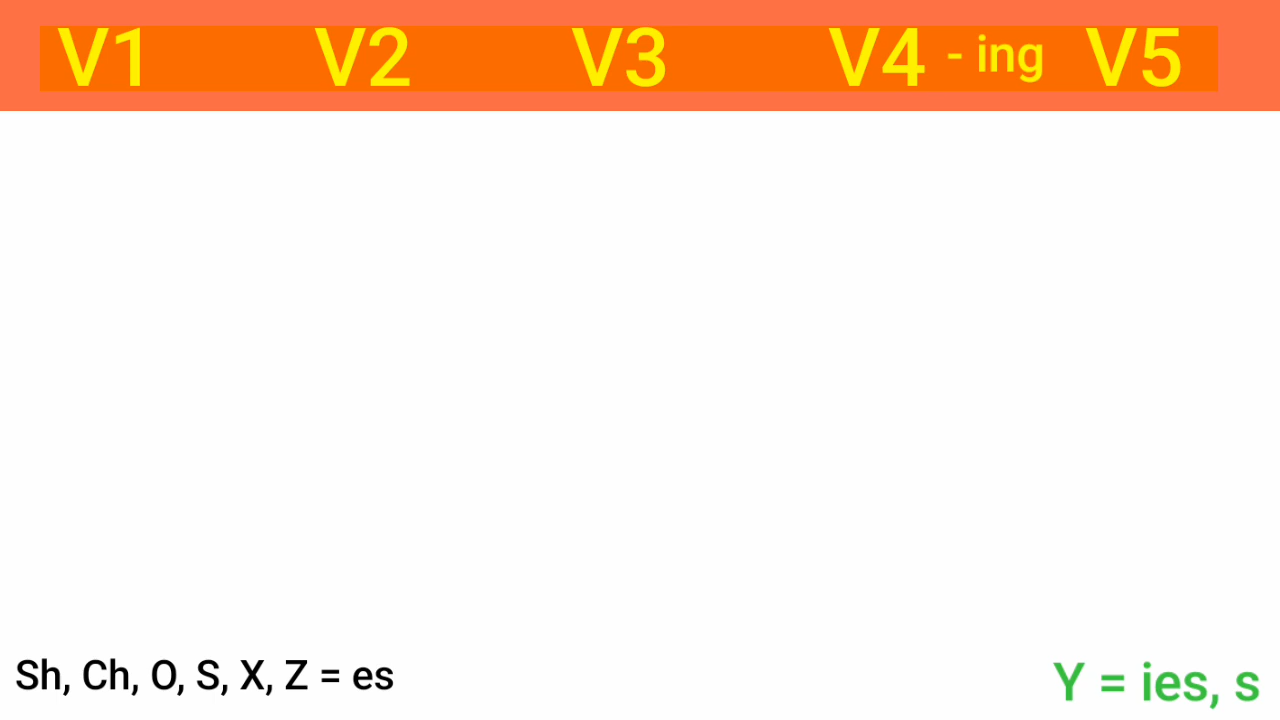 V1 V2 V3 V4 - ing V5
Sh, Ch, O, S, X, Z = es
Y = ies, s